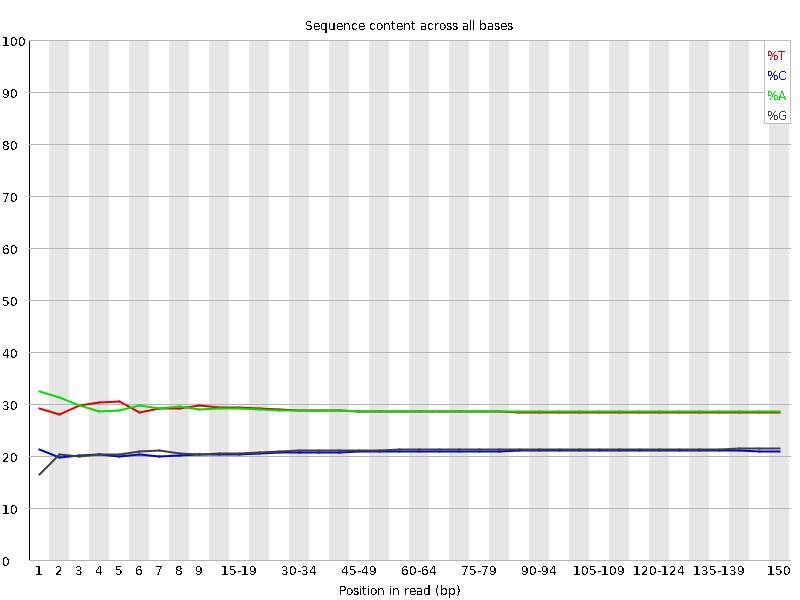 Sequence content across all bases
100
90
80
70
60
50
40
30
20
10
0
%T
%C
%A
%G
1 2 3 4 5 6 7 8 9 15-19 30-34 45-49 60-64 75-79 90-94 105-109 120-124 135-139 150
Position in read (bp)